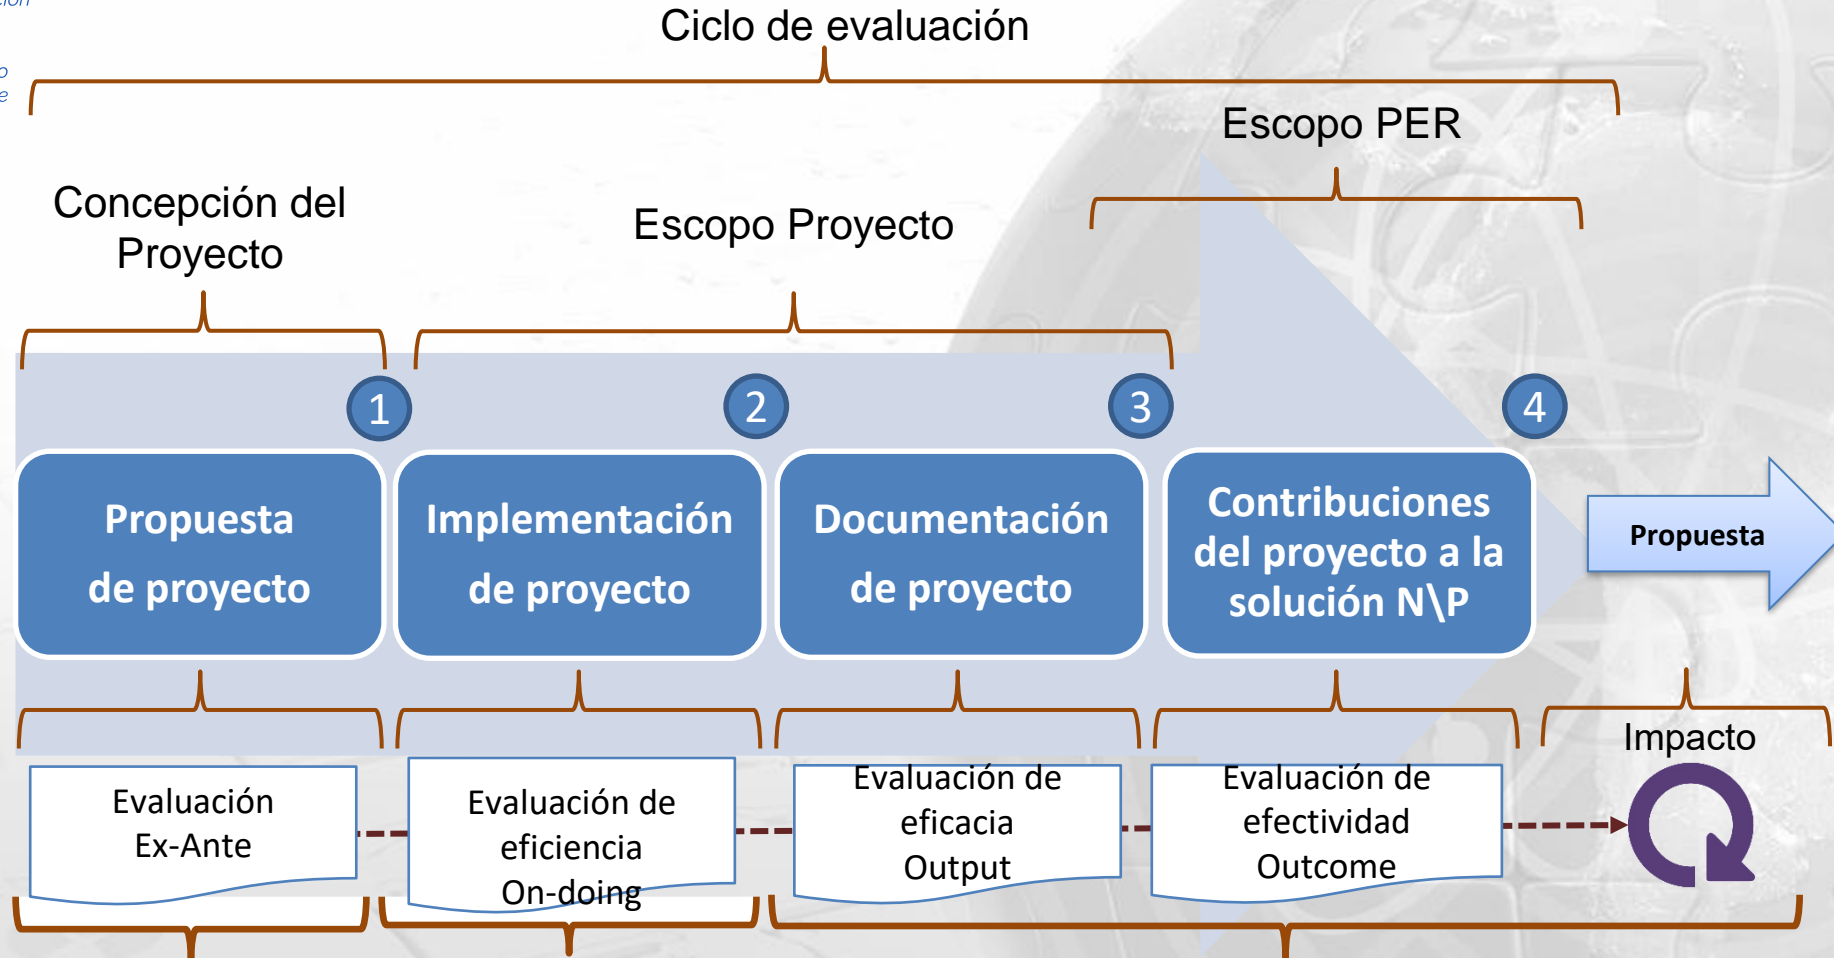 ción
o
e
Ciclo de evaluación
Escopo PER
Concepción del
Proyecto
Escopo Proyecto
1
2
3
4
Propuesta
de proyecto
Implementación
de proyecto
Documentación
de proyecto
Contribuciones
del proyecto a la
solución N\P
Propuesta
Evaluación
Ex-Ante
Evaluación de
eficiencia
On-doing
Evaluación de
eficacia
Output
Evaluación de
efectividad
Outcome
Impacto